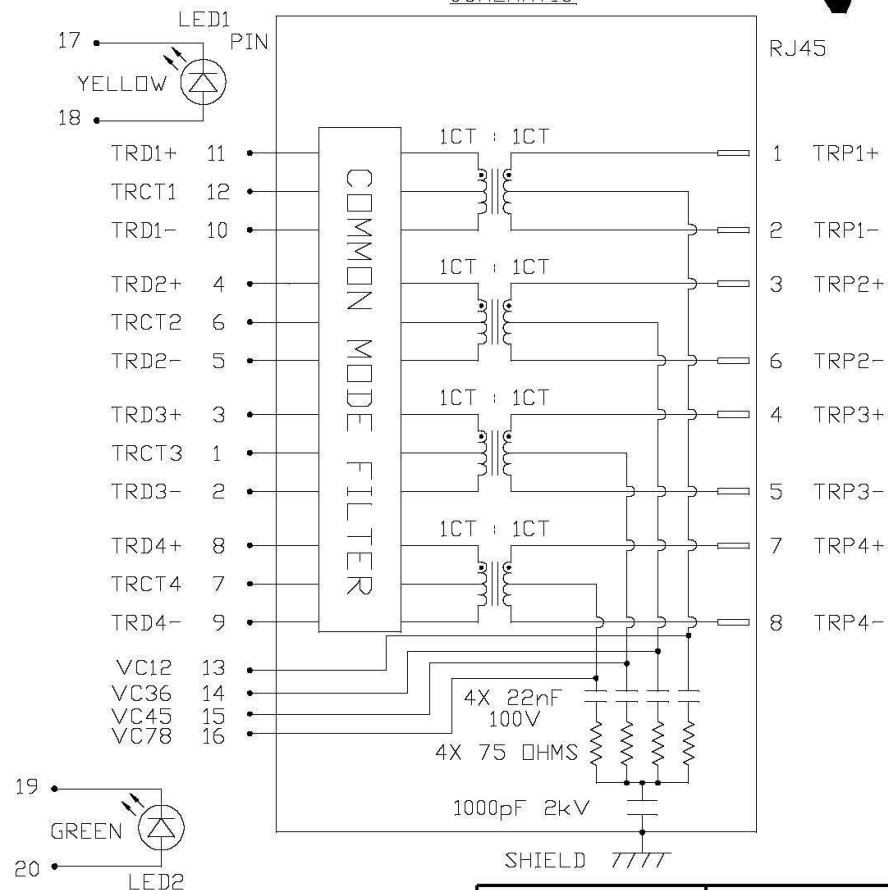 SCHEMATIC
LED1
17
PIN
RJ45
YELLOW
18
1CT : 1CT
TRD1+ 11
1 TRP1+
TRCT1 12
TRD1- 10
2 TRP1-
1CT : 1CT
TRD2+ 4
3 TRP2+
TRCT2 6
TRD2- 5
6 TRP2-
1CT : 1CT
TRD3+ 3
4 TRP3+
TRCT3 1
TRD3- 2
5 TRP3-
1CT : 1CT
TRD4+ 8
7 TRP4+
TRCT4 7
TRD4- 9
8 TRP4-
COMMON MODE FILTER
VC12 13
VC36 14
VC45 15
VC78 16
4X 22nF
100V
4X 75 OHMS
19
1000pF 2kV
GREEN
20
LED2
SHIELD